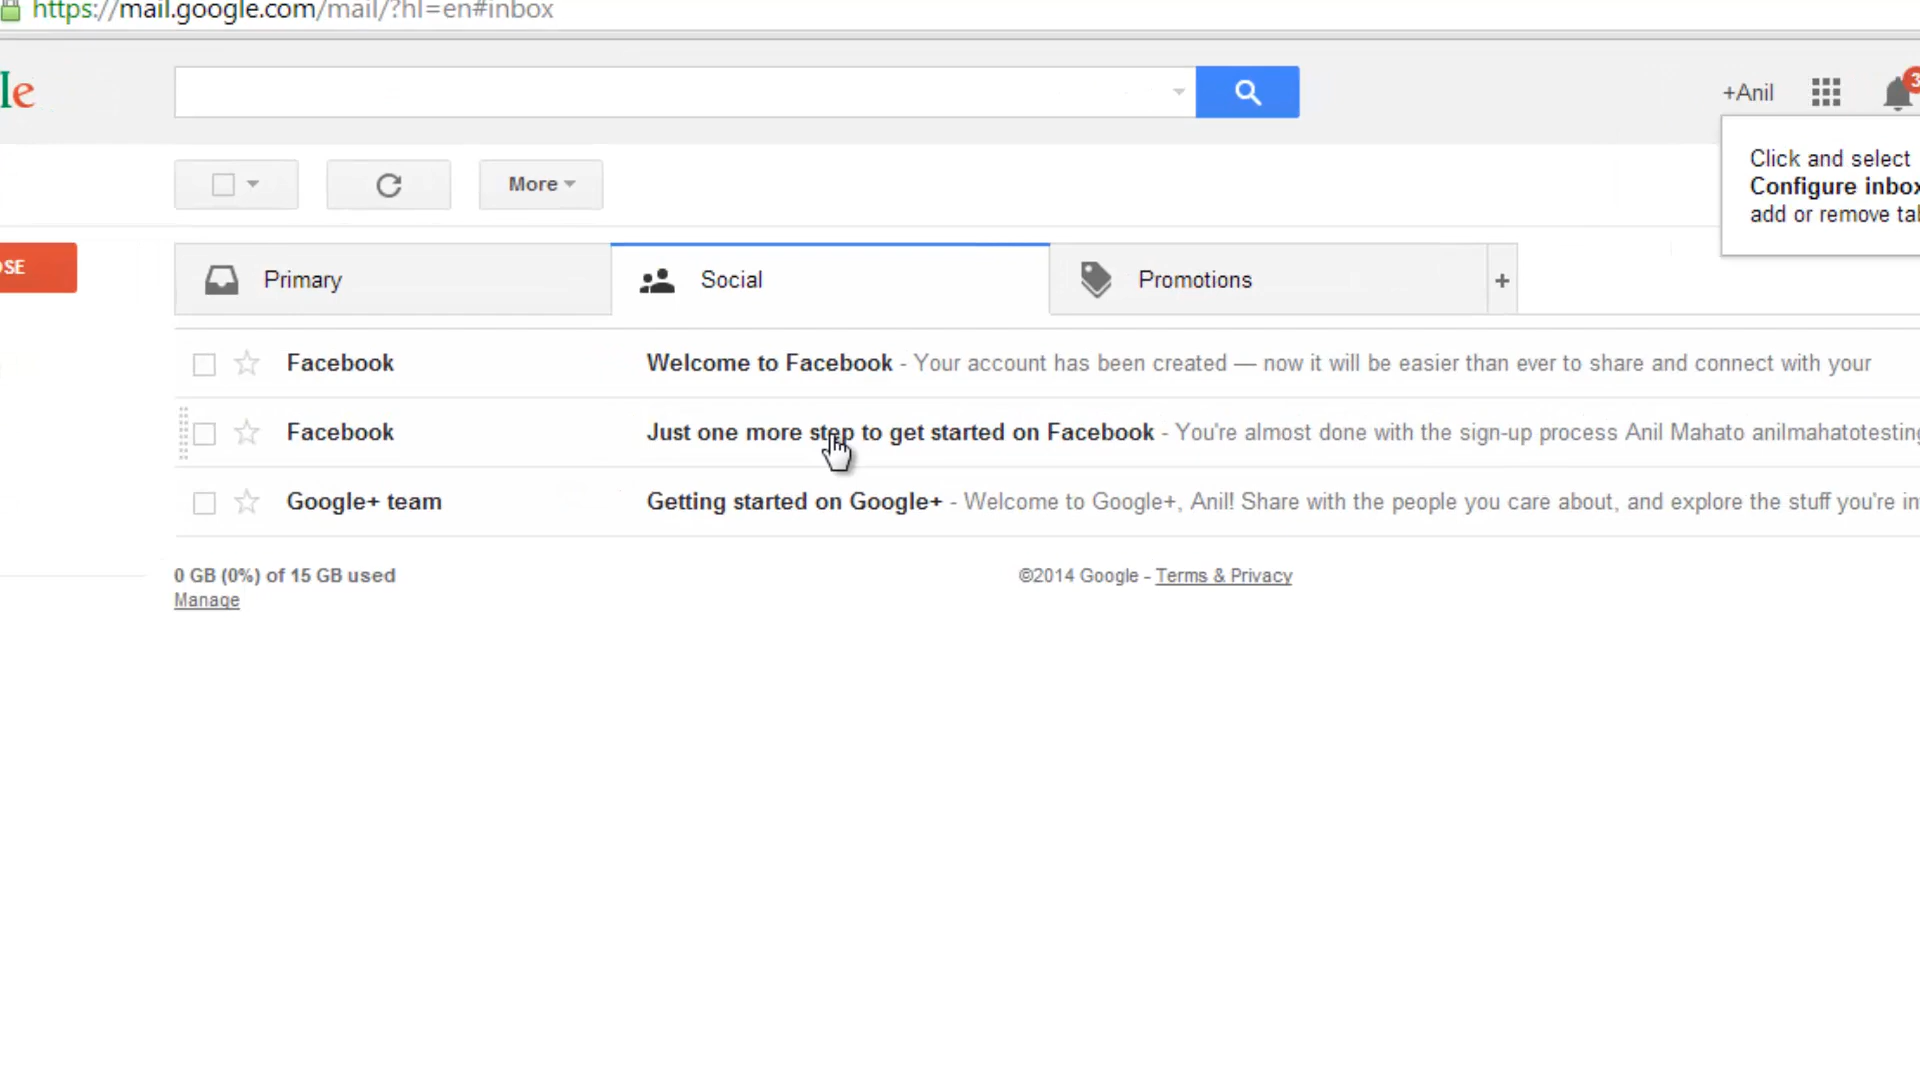 https://mail.google.com/mail/?hl=en#inbox
le
+Anil
3
Click and select
Configure inbox
add or remove tab
More
OSE
Primary
Social
Promotions
+
Facebook Welcome to Facebook - Your account has been created — now it will be easier than ever to share and connect with your
Facebook Just one more step to get started on Facebook - You're almost done with the sign-up process Anil Mahato anilmahatotesting
Google+ team Getting started on Google+ - Welcome to Google+, Anil! Share with the people you care about, and explore the stuff you're in
0 GB (0%) of 15 GB used
Manage
©2014 Google - Terms & Privacy